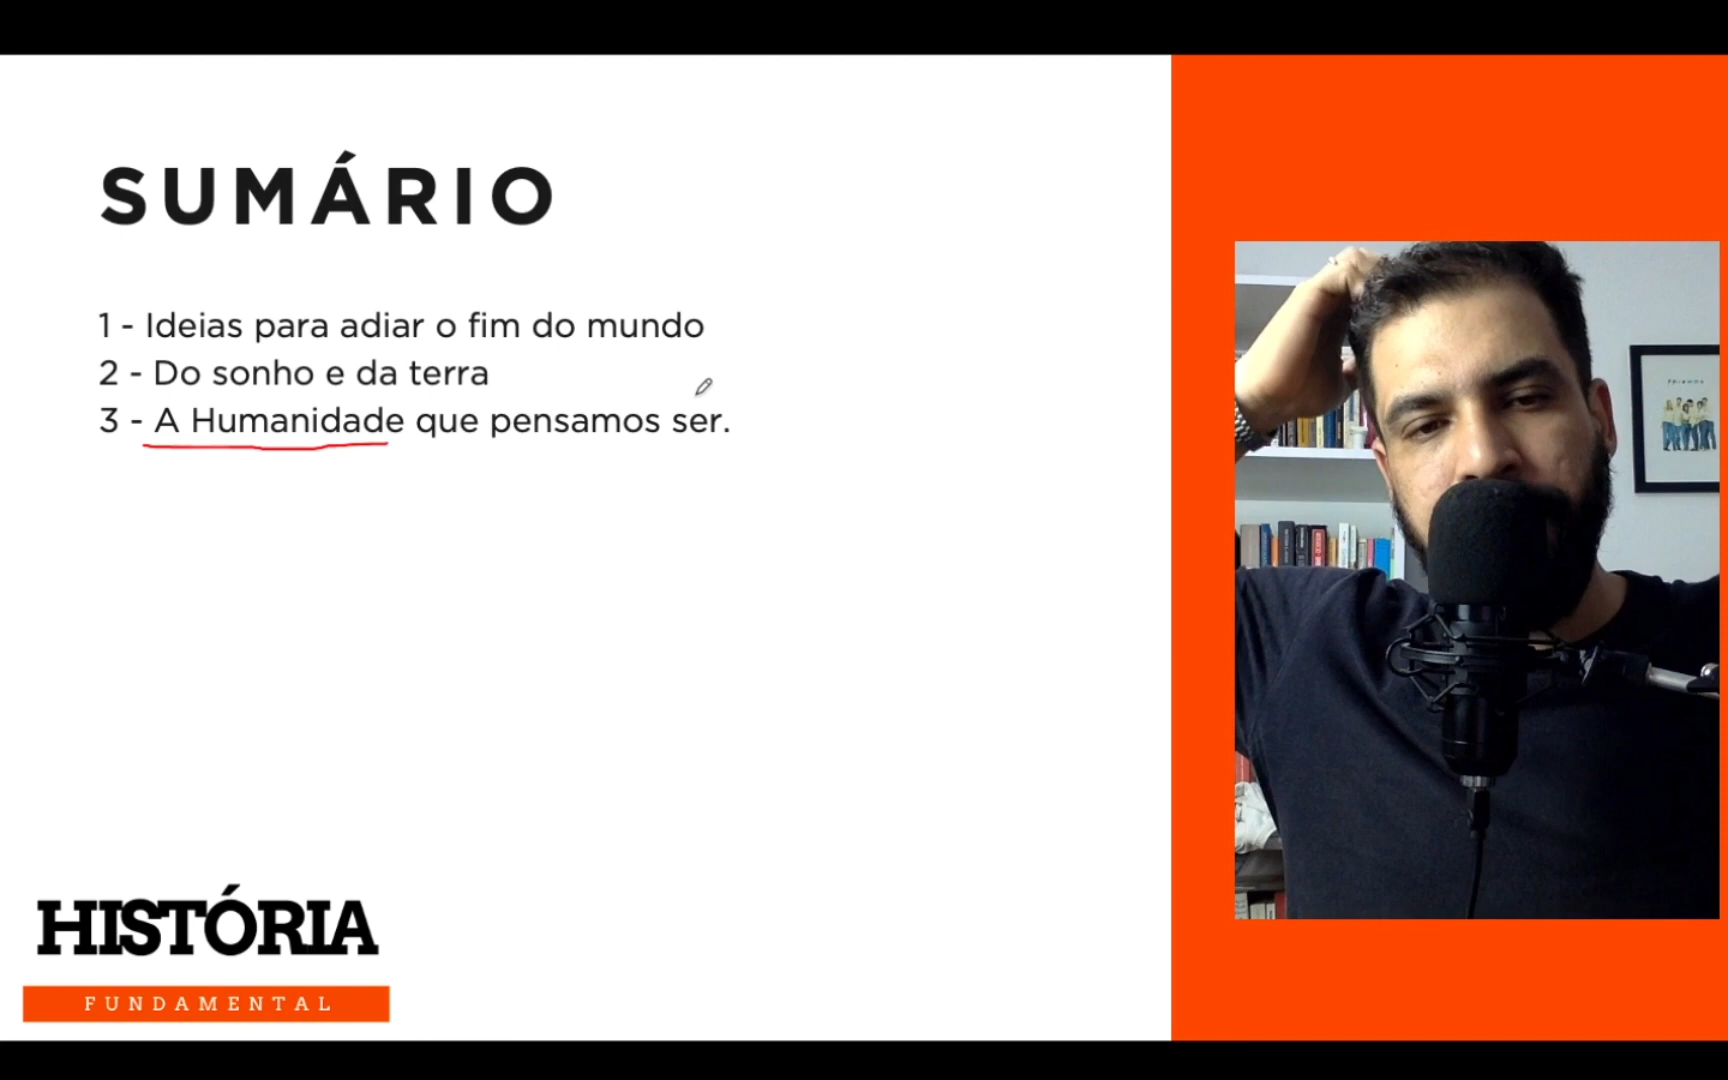 SUMÁRIO
1 - Ideias para adiar o fim do mundo
2 - Do sonho e da terra
3 - A Humanidade que pensamos ser.
HISTÓRIA
FUNDAMENTAL
FRIENDS